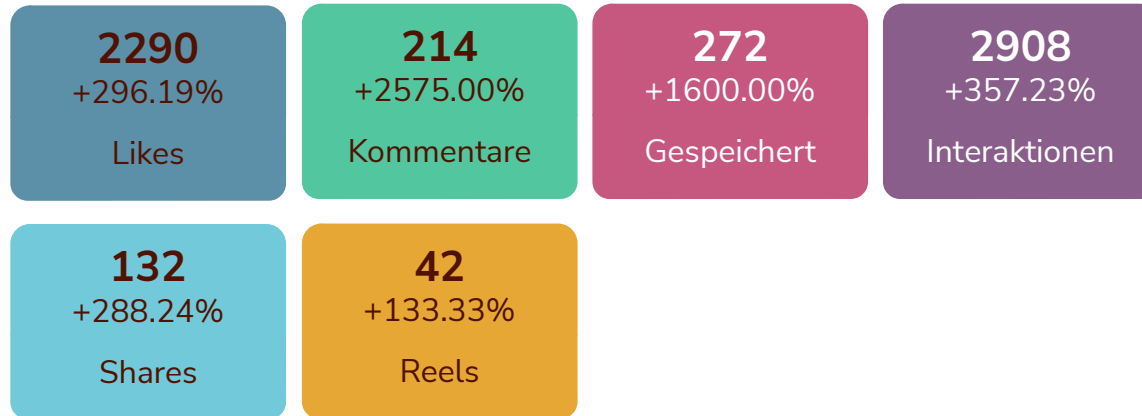 2290
+296.19%
Likes
214
+2575.00%
Kommentare
272
+1600.00%
Gespeichert
2908
+357.23%
Interaktionen
132
+288.24%
Shares
42
+133.33%
Reels